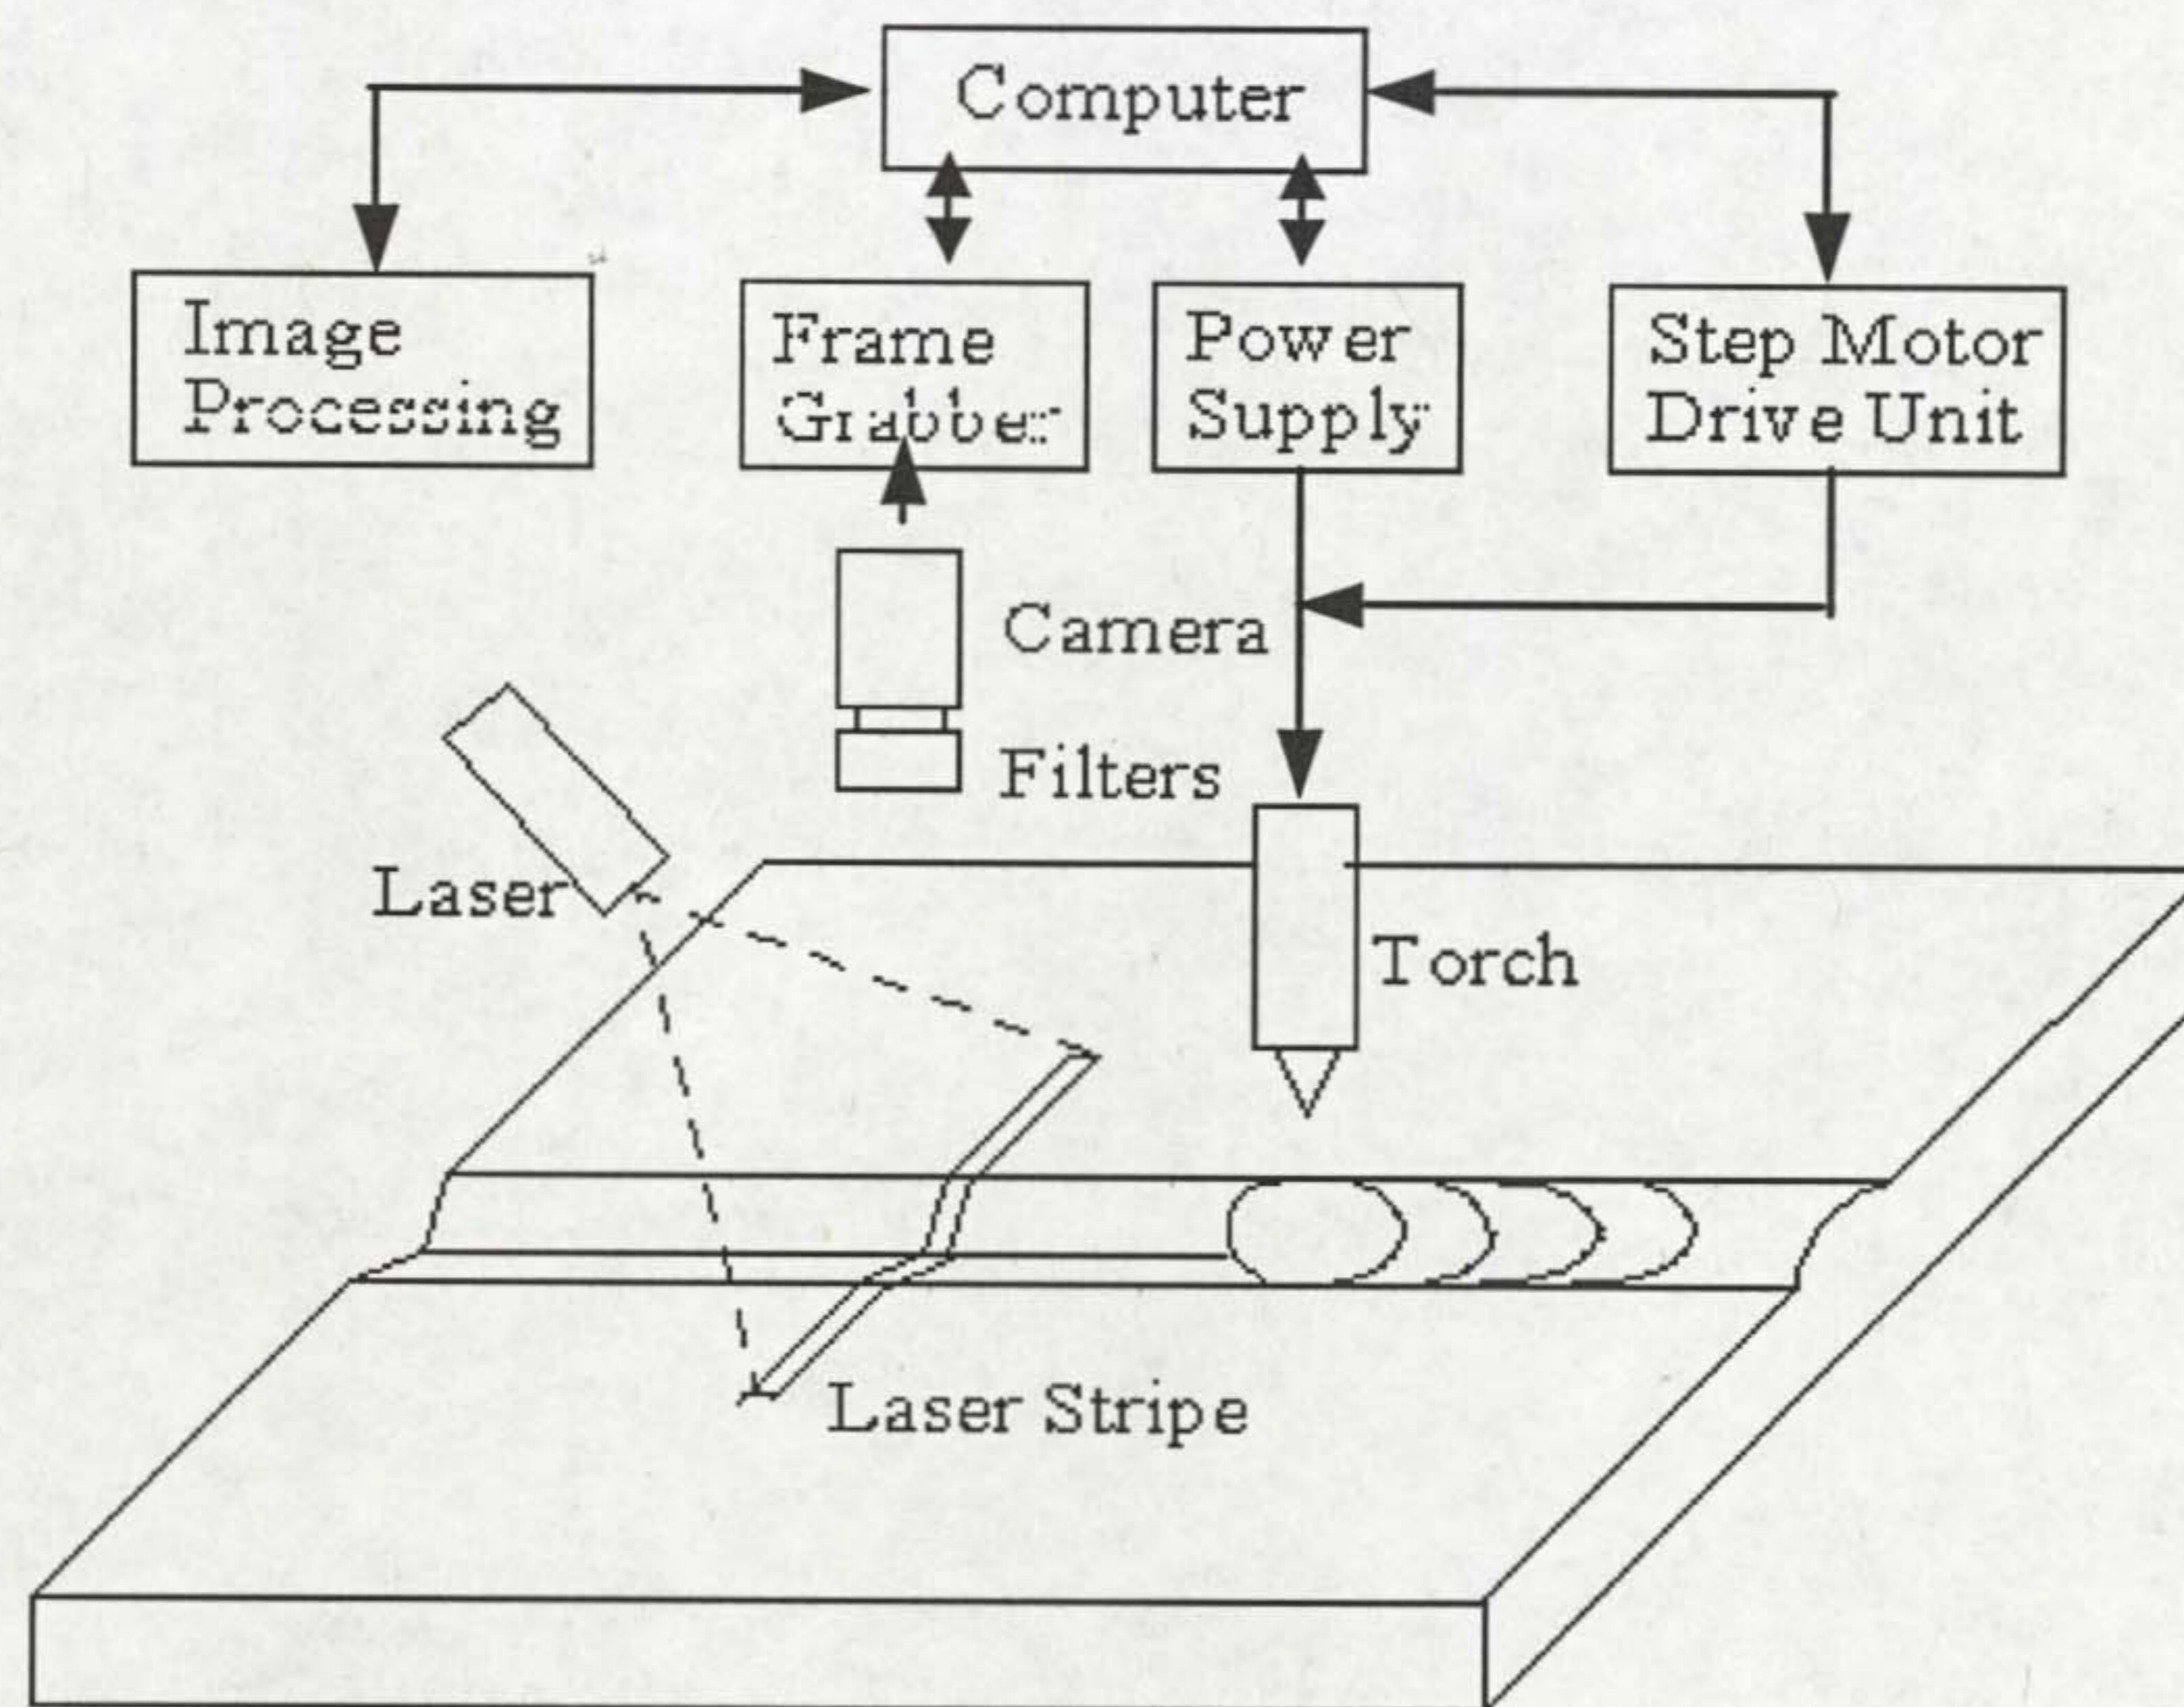 Computer
Image
Processing
Frame
Grabber
Power
Supply
Step Motor
Drive Unit
Camera
Filters
Laser
Torch
Laser Stripe